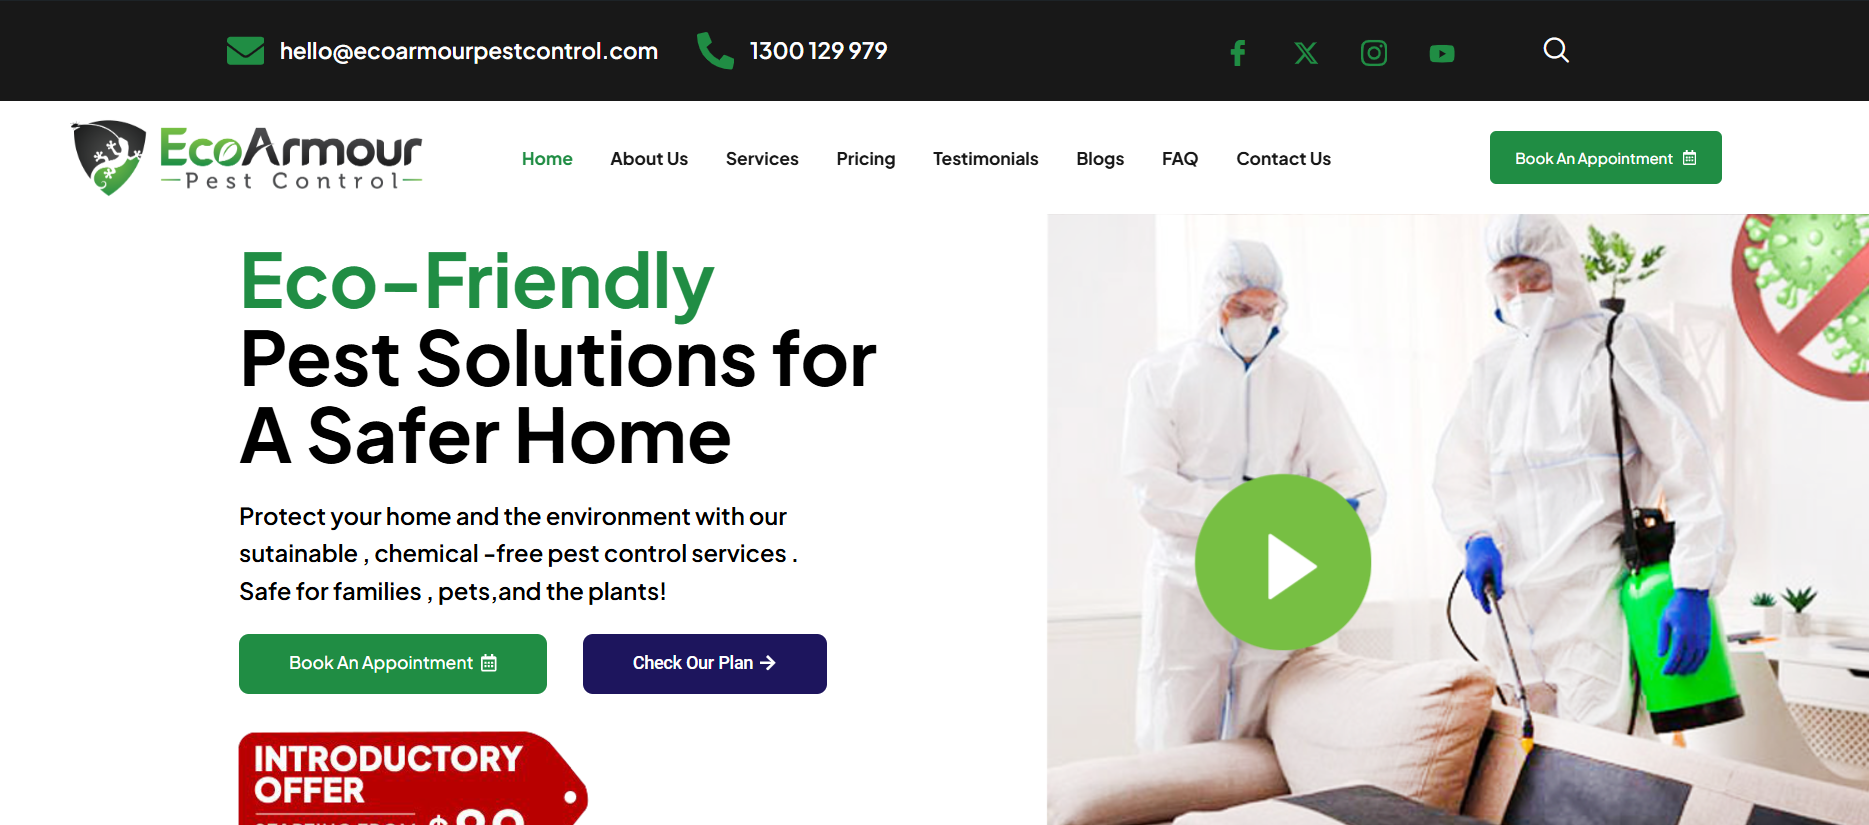 hello@ecoarmourpestcontrol.com 1300 129 979
EcoArmour
Pest Control
Home About Us Services Pricing Testimonials Blogs FAQ Contact Us
Book An Appointment
Eco-Friendly
Pest Solutions for
A Safer Home
Protect your home and the environment with our
sutainable , chemical -free pest control services .
Safe for families , pets,and the plants!
Book An Appointment
Check Our Plan
INTRODUCTORY
OFFER
STARTING FROM $